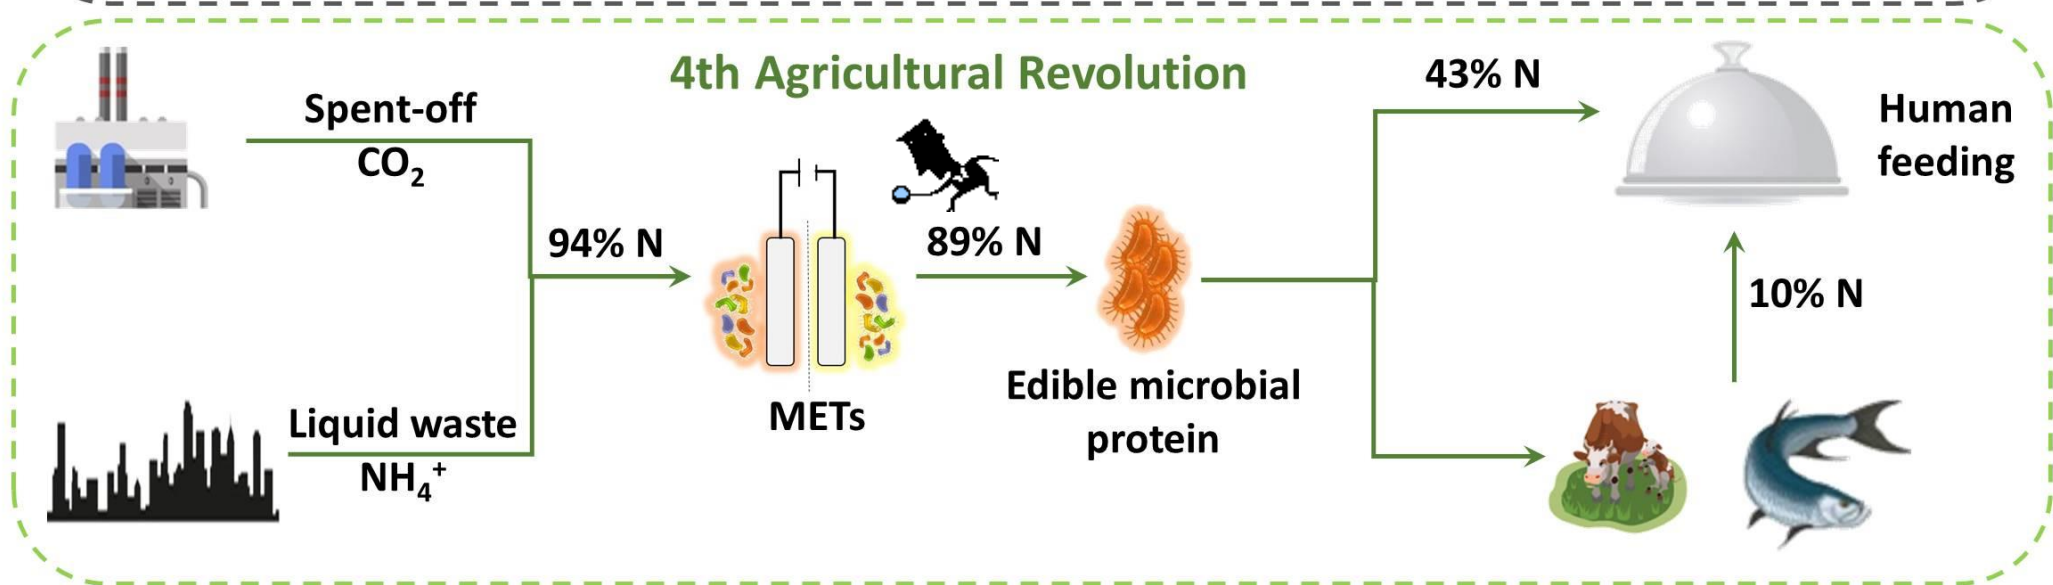 4th Agricultural Revolution
Spent-off
CO₂
Liquid waste
NH₄⁺
94% N
METs
89% N
Edible microbial
protein
43% N
Human
feeding
10% N